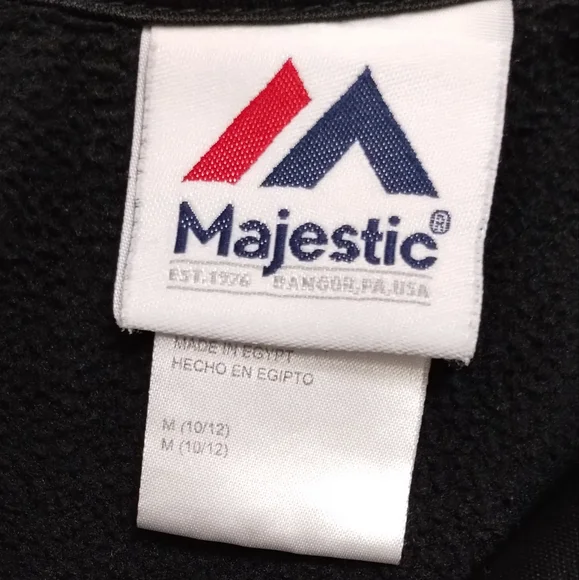 Majestic®
EST.1976 BANGOR,PA,USA
MADE IN EGYPT
HECHO EN EGIPTO
M (10/12)
M (10/12)